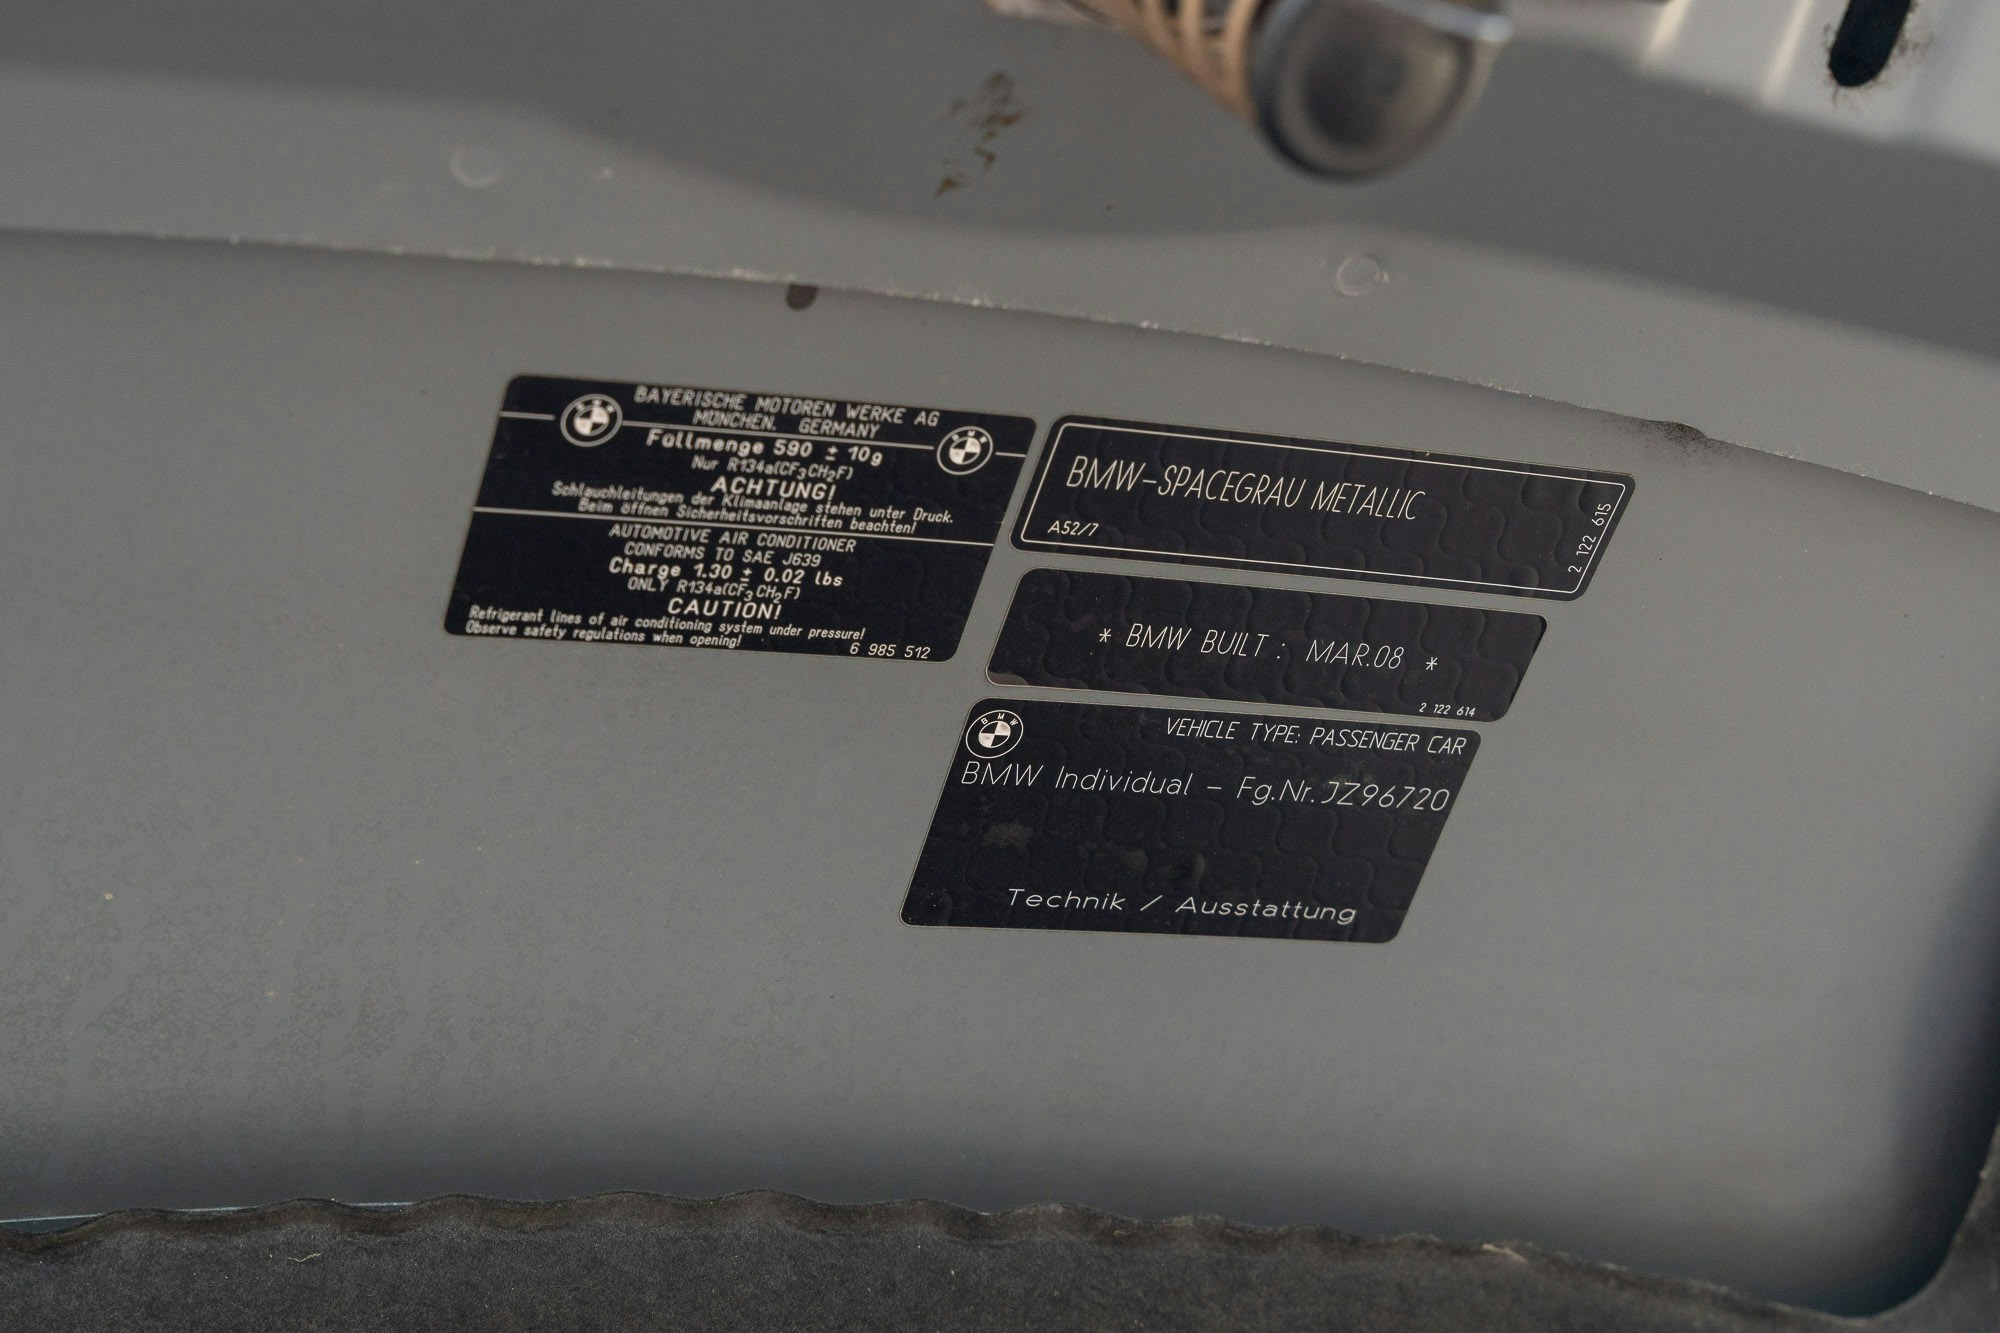 BMW
BMW
BAYERISCHE MOTOREN WERKE AG
MÜNCHEN, GERMANY
Füllmenge 590 ± 10g
Nur R134a(CF3CH2F)
ACHTUNG!
Schlauchleitungen der Klimaanlage stehen unter Druck.
Beim öffnen Sicherheitsvorschriften beachten!
AUTOMOTIVE AIR CONDITIONER
CONFORMS TO SAE J639
Charge 1.30 ± 0.02 lbs
ONLY R134a(CF3CH2F)
CAUTION!
Refrigerant lines of air conditioning system under pressure!
Observe safety regulations when opening!
6 985 512
BMW-SPACEGRAU METALLIC
A52/7
2 122 615
* BMW BUILT : MAR.08 *
2 122 614
BMW
VEHICLE TYPE: PASSENGER CAR
BMW Individual - Fg.Nr.JZ96720
Technik / Ausstattung